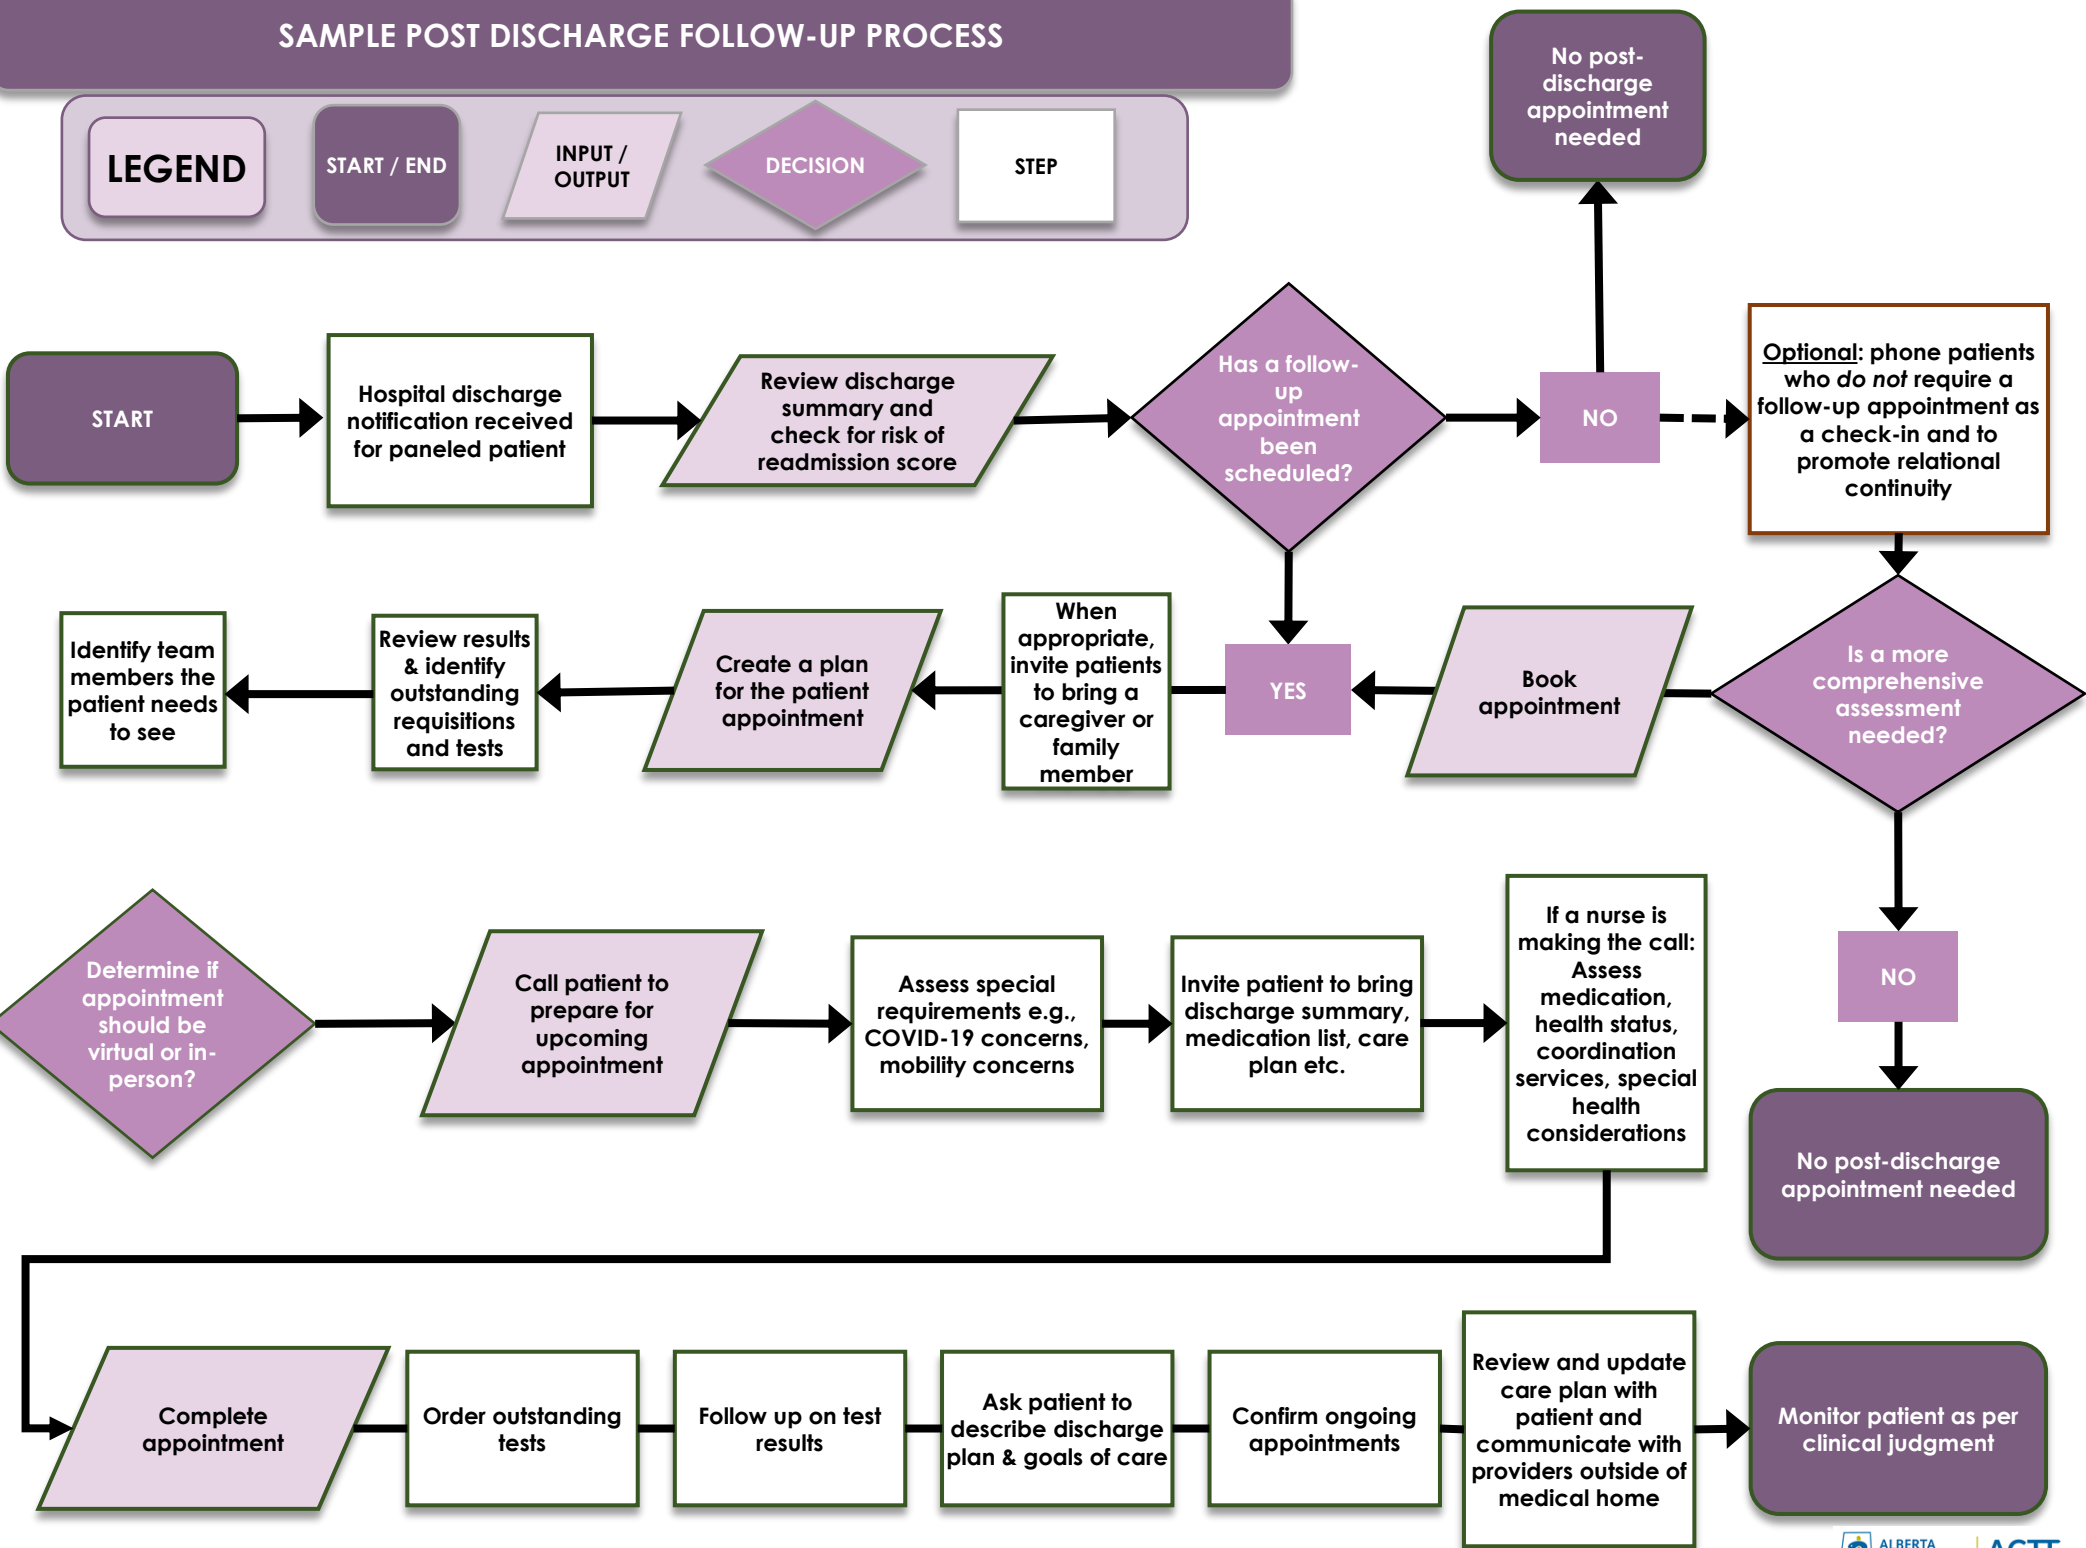 SAMPLE POST DISCHARGE FOLLOW-UP PROCESS
LEGEND
START / END
INPUT /
OUTPUT
DECISION
STEP
No post-
discharge
appointment
needed
START
Hospital discharge
notification received
for paneled patient
Review discharge
summary and
check for risk of
readmission score
Has a follow-
up
appointment
been
scheduled?
NO
Optional: phone patients
who do not require a
follow-up appointment as
a check-in and to
promote relational
continuity
Identify team
members the
patient needs
to see
Review results
& identify
outstanding
requisitions
and tests
Create a plan
for the patient
appointment
When
appropriate,
invite patients
to bring a
caregiver or
family
member
YES
Book
appointment
Is a more
comprehensive
assessment
needed?
Determine if
appointment
should be
virtual or in-
person?
Call patient to
prepare for
upcoming
appointment
Assess special
requirements e.g.,
COVID-19 concerns,
mobility concerns
Invite patient to bring
discharge summary,
medication list, care
plan etc.
If a nurse is
making the call:
Assess
medication,
health status,
coordination
services, special
health
considerations
NO
No post-discharge
appointment needed
Complete
appointment
Order outstanding
tests
Follow up on test
results
Ask patient to
describe discharge
plan & goals of care
Confirm ongoing
appointments
Review and update
care plan with
patient and
communicate with
providers outside of
medical home
Monitor patient as per
clinical judgment
ALBERTA